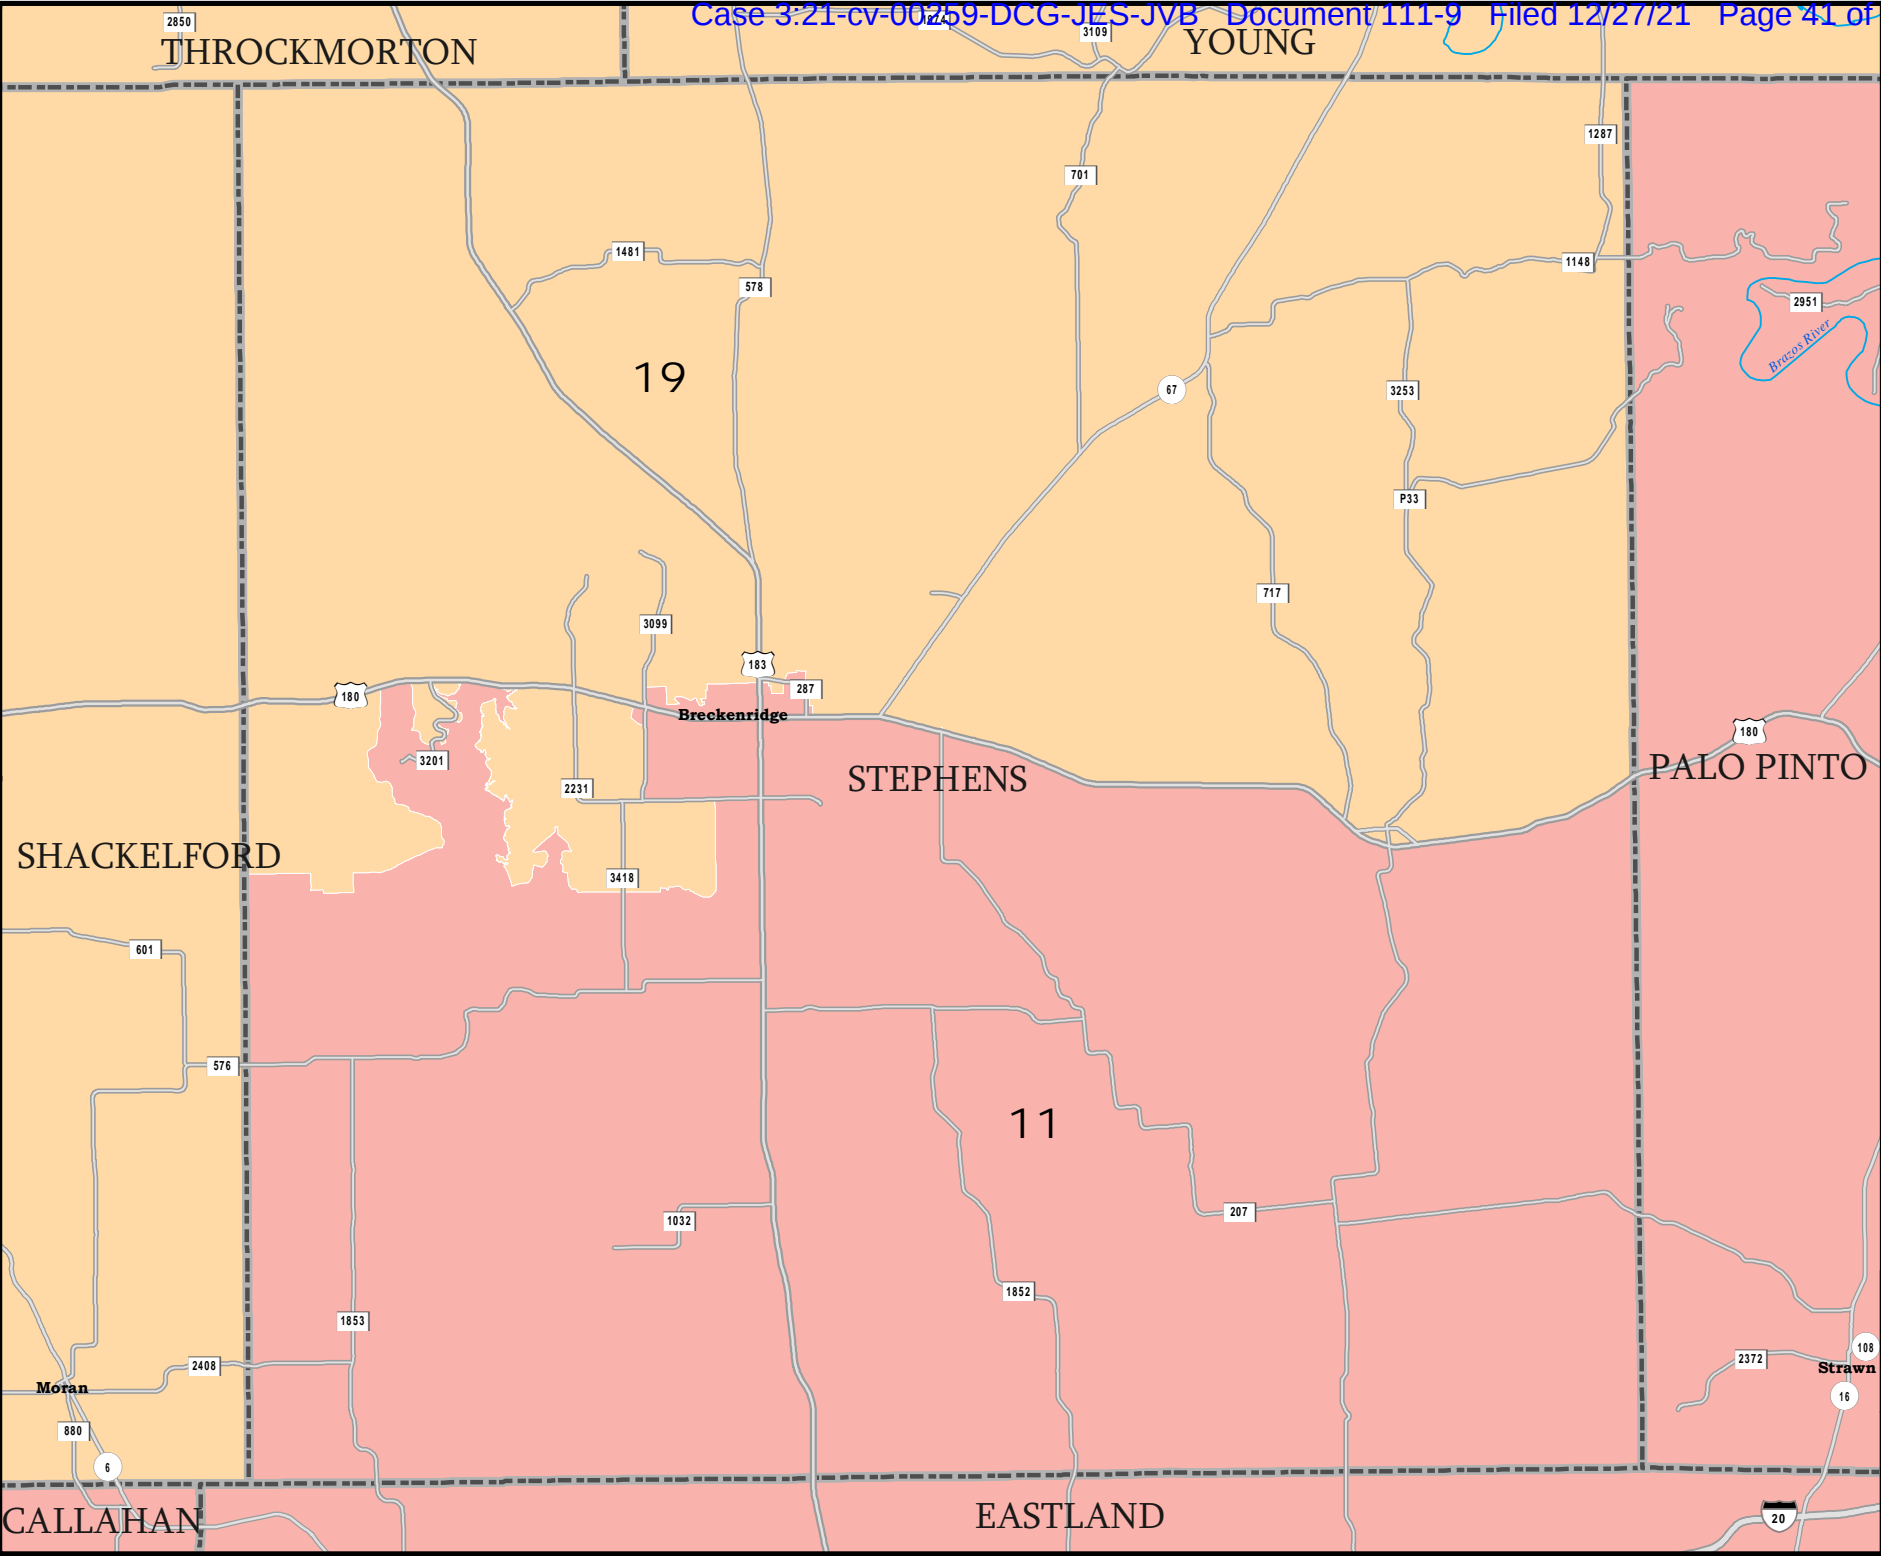 Case 3:21-cv-00259-DCG-JES-JVB Document 111-9 Filed 12/27/21 Page 41 of
2850
3109
THROCKMORTON
YOUNG
1287
701
1481
1148
578
2951
Brazos River
19
67
3253
P33
717
3099
183
287
180
Breckenridge
180
3201
STEPHENS
PALO PINTO
2231
SHACKELFORD
3418
601
576
11
207
1032
1852
1853
108
2372
2408
Strawn
Moran
16
880
6
CALLAHAN
EASTLAND
20